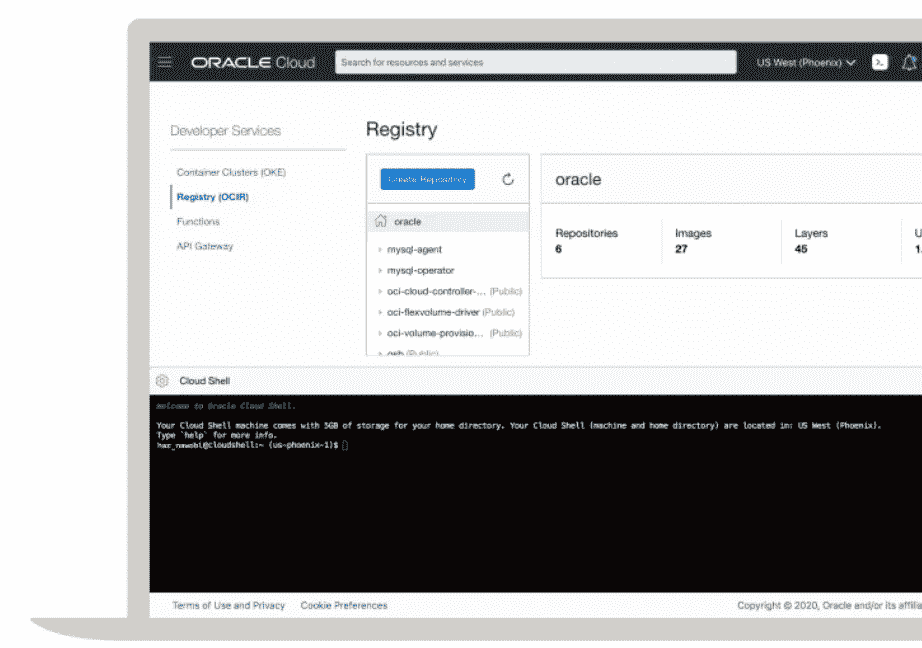 ORACLE Cloud
Search for resources and services
US West (Phoenix)
Developer Services
Container Clusters (OKE)
Registry (OCIR)
Functions
API Gateway
Registry
Create Repository
oracle
mysql-agent
mysql-operator
oci-cloud-controller-... (Public)
oci-flexvolume-driver (Public)
oci-volume-provisio... (Public)
(Public)
oracle
Repositories
6
Images
27
Layers
45
U
1.
Cloud Shell
Welcome to Oracle Cloud Shell.
Your Cloud Shell machine comes with 5GB of storage for your home directory. Your Cloud Shell (machine and home directory) are located in: US West (Phoenix).
Type `help` for more info.
(us-phoenix-1)$
Terms of Use and Privacy Cookie Preferences
Copyright © 2020, Oracle and/or its affilia